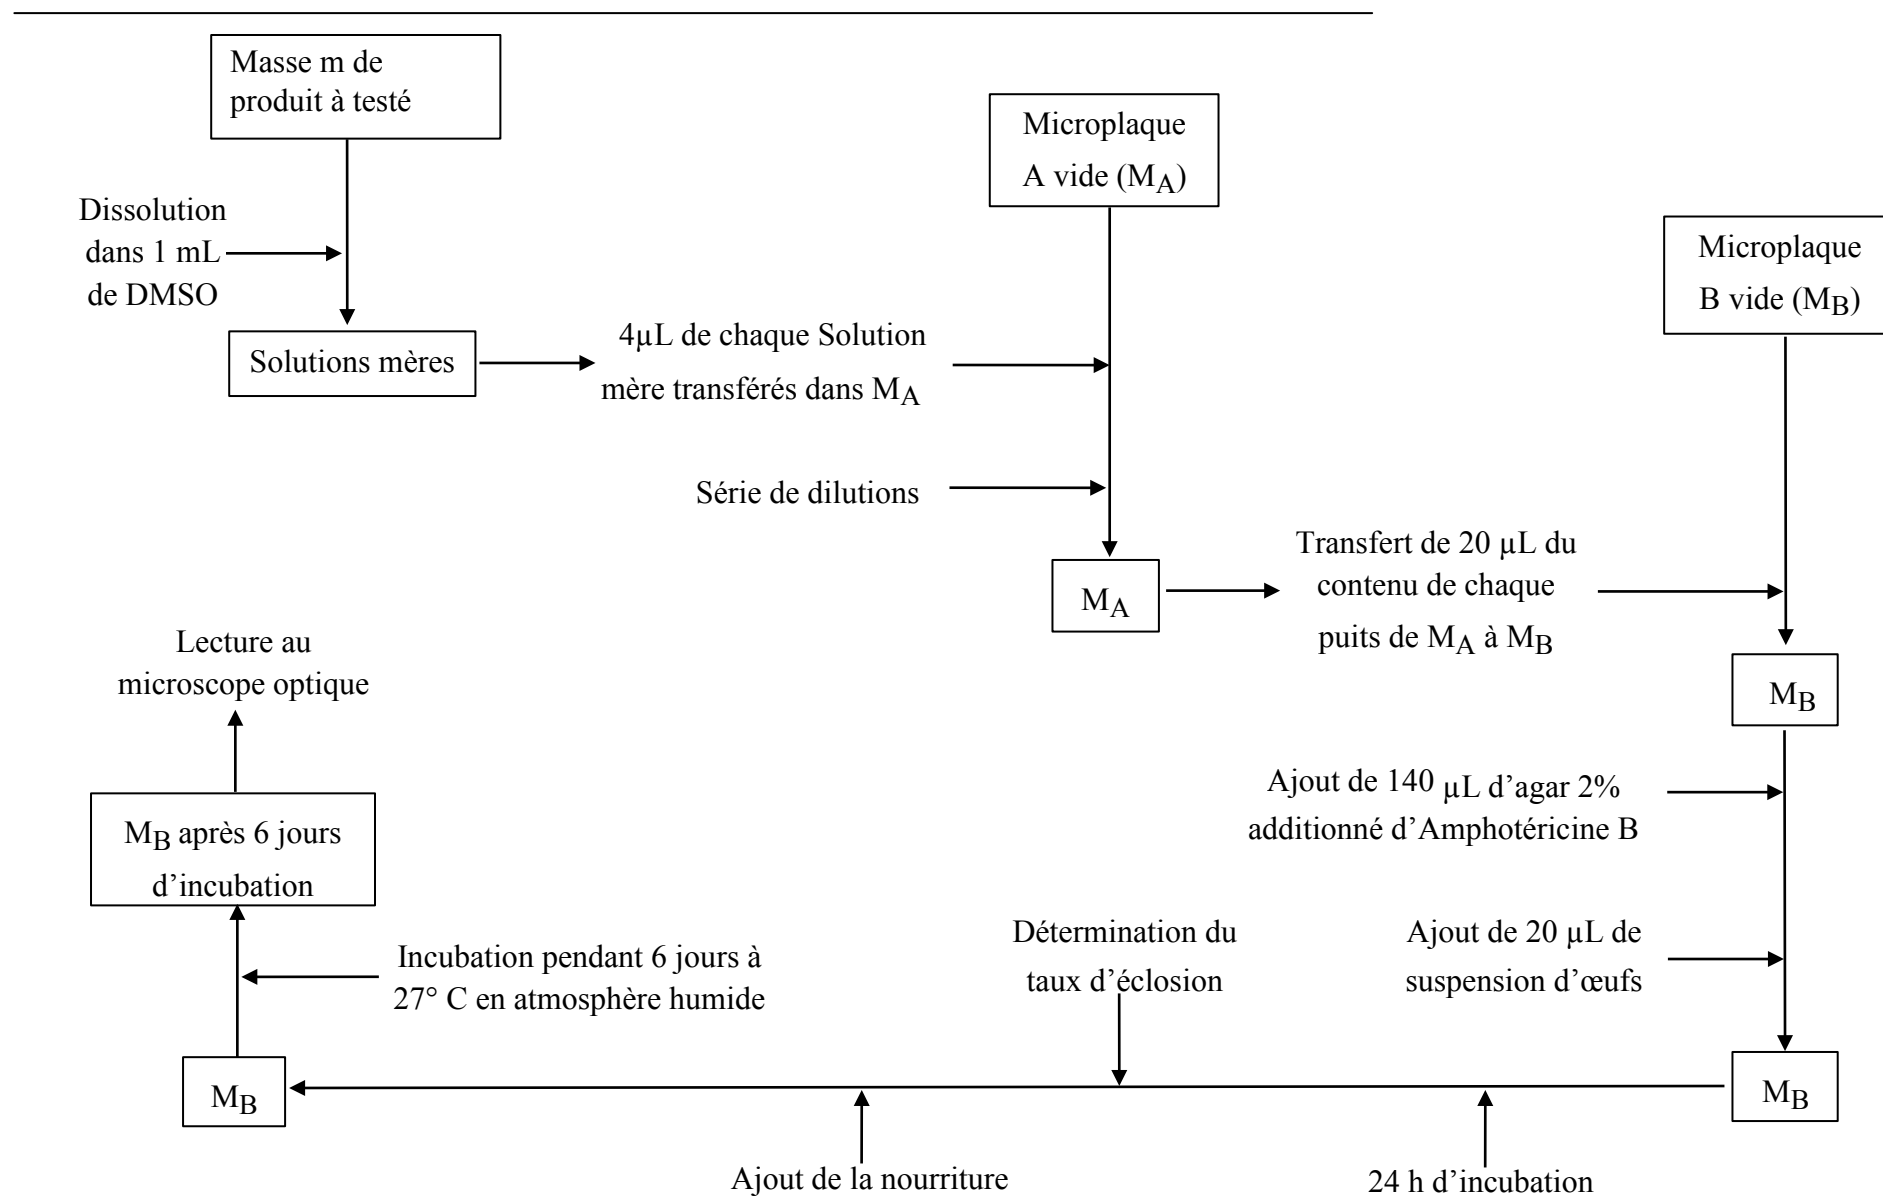 Masse m de
produit à testé
Dissolution
dans 1 mL
de DMSO
Solutions mères
4µL de chaque Solution
mère transférés dans MA
Microplaque
A vide (MA)
Série de dilutions
MA
Transfert de 20 µL du
contenu de chaque
puits de MA à MB
Microplaque
B vide (MB)
MB
Ajout de 140 µL d’agar 2%
additionné d’Amphotéricine B
Ajout de 20 µL de
suspension d’œufs
MB
24 h d’incubation
Détermination du
taux d’éclosion
Ajout de la nourriture
MB
Incubation pendant 6 jours à
27° C en atmosphère humide
MB après 6 jours
d’incubation
Lecture au
microscope optique